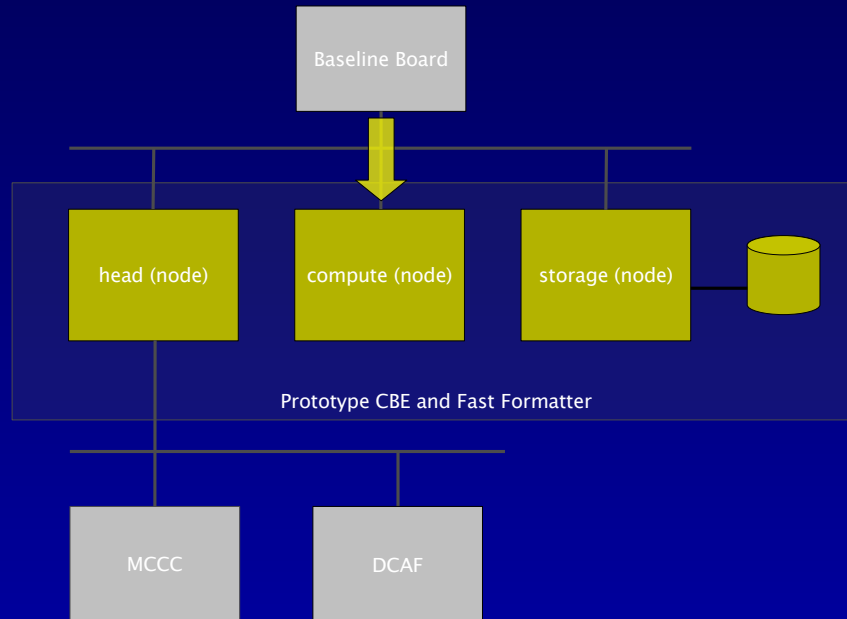 Baseline Board
head (node)
compute (node)
storage (node)
Prototype CBE and Fast Formatter
MCCC
DCAF